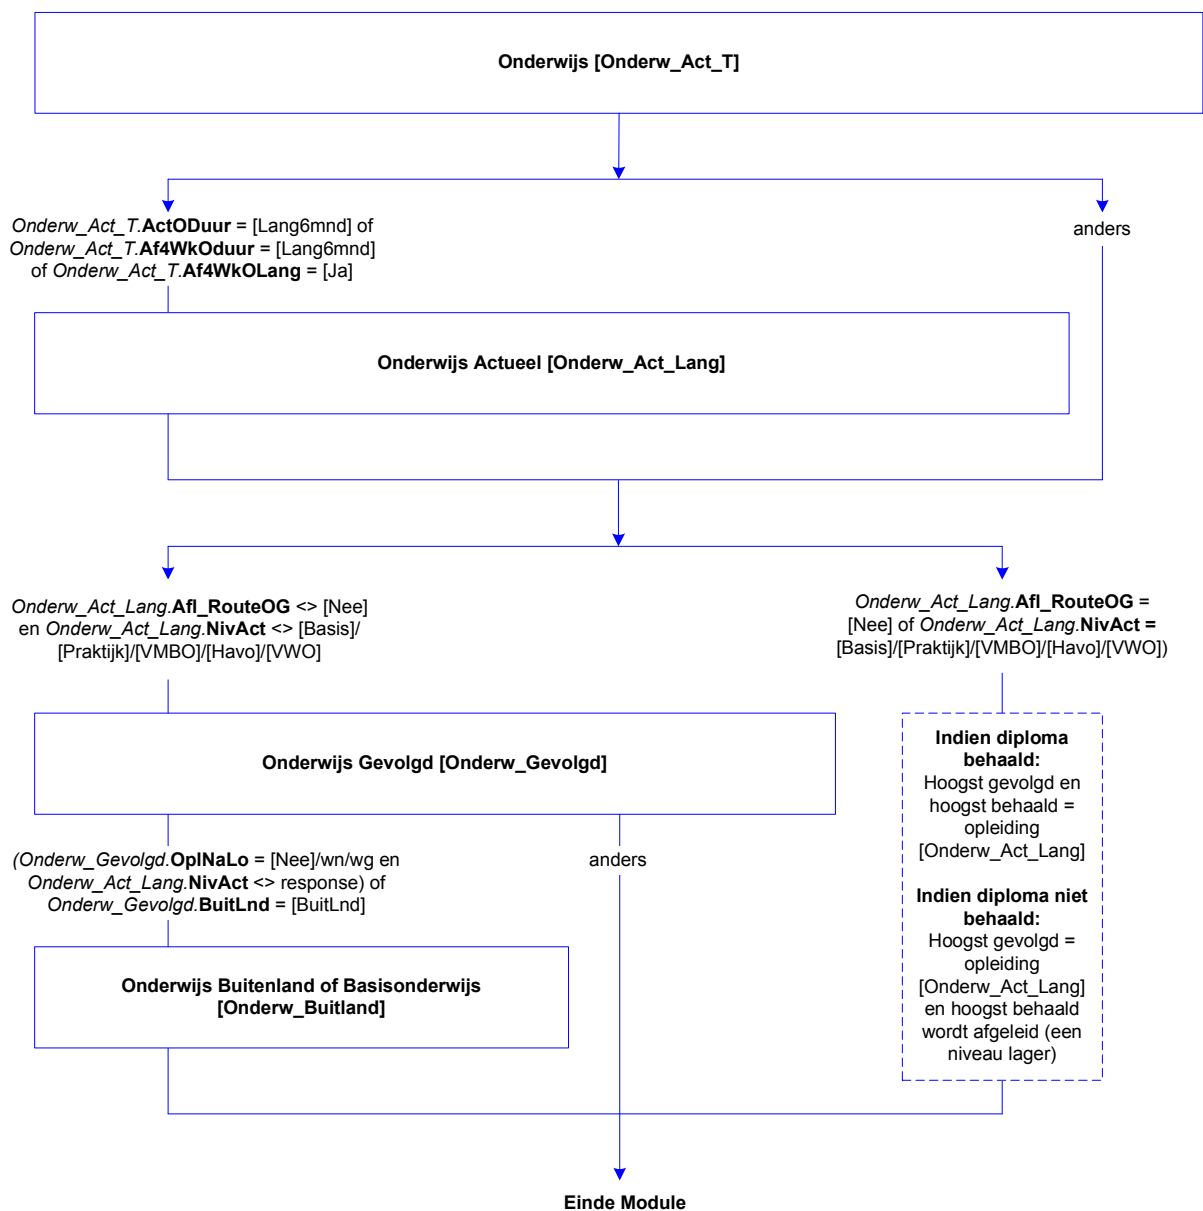 Onderwijs [Onderw_Act_T]
Onderw_Act_T.ActODuur = [Lang6mnd] of
Onderw_Act_T.Af4WkOduur = [Lang6mnd]
of Onderw_Act_T.Af4WkOLang = [Ja]
anders
Onderwijs Actueel [Onderw_Act_Lang]
Onderw_Act_Lang.Afl_RouteOG <> [Nee]
en Onderw_Act_Lang.NivAct <> [Basis]/
[Praktijk]/[VMBO]/[Havo]/[VWO]
Onderw_Act_Lang.Afl_RouteOG =
[Nee] of Onderw_Act_Lang.NivAct =
[Basis]/[Praktijk]/[VMBO]/[Havo]/[VWO])
Onderwijs Gevolgd [Onderw_Gevolgd]
(Onderw_Gevolgd.OplNaLo = [Nee]/wn/wg en
Onderw_Act_Lang.NivAct <> response) of
Onderw_Gevolgd.BuitLnd = [BuitLnd]
anders
Onderwijs Buitenland of Basisonderwijs
[Onderw_Buitland]
Indien diploma
behaald:
Hoogst gevolgd en
hoogst behaald =
opleiding
[Onderw_Act_Lang]
Indien diploma niet
behaald:
Hoogst gevolgd =
opleiding
[Onderw_Act_Lang]
en hoogst behaald
wordt afgeleid (een
niveau lager)
Einde Module